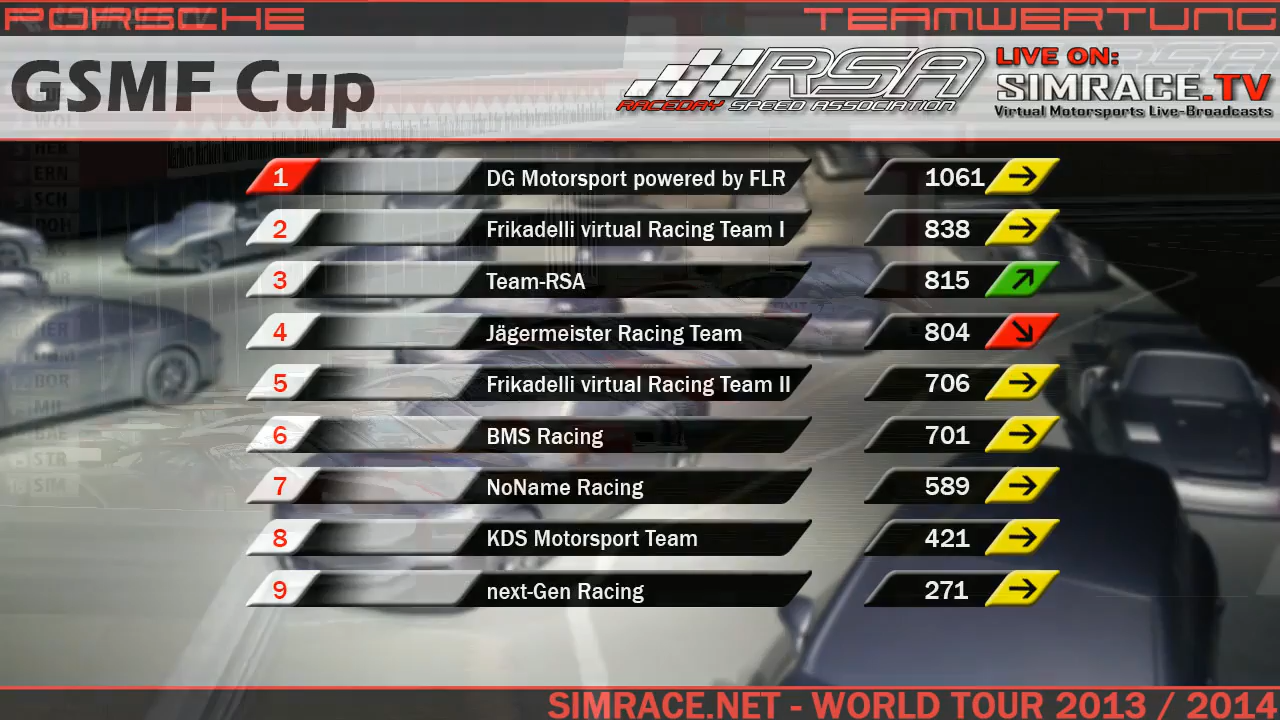 PORSCHE
TEAMWERTUNG
GSMF Cup
RSA
RACEDAY SPEED ASSOCIATION
LIVE ON:
SIMRACE.TV
Virtual Motorsports Live-Broadcasts
1 DG Motorsport powered by FLR 1061
2 Frikadelli virtual Racing Team I 838
3 Team-RSA 815
4 Jägermeister Racing Team 804
5 Frikadelli virtual Racing Team II 706
6 BMS Racing 701
7 NoName Racing 589
8 KDS Motorsport Team 421
9 next-Gen Racing 271
SIMRACE.NET - WORLD TOUR 2013 / 2014